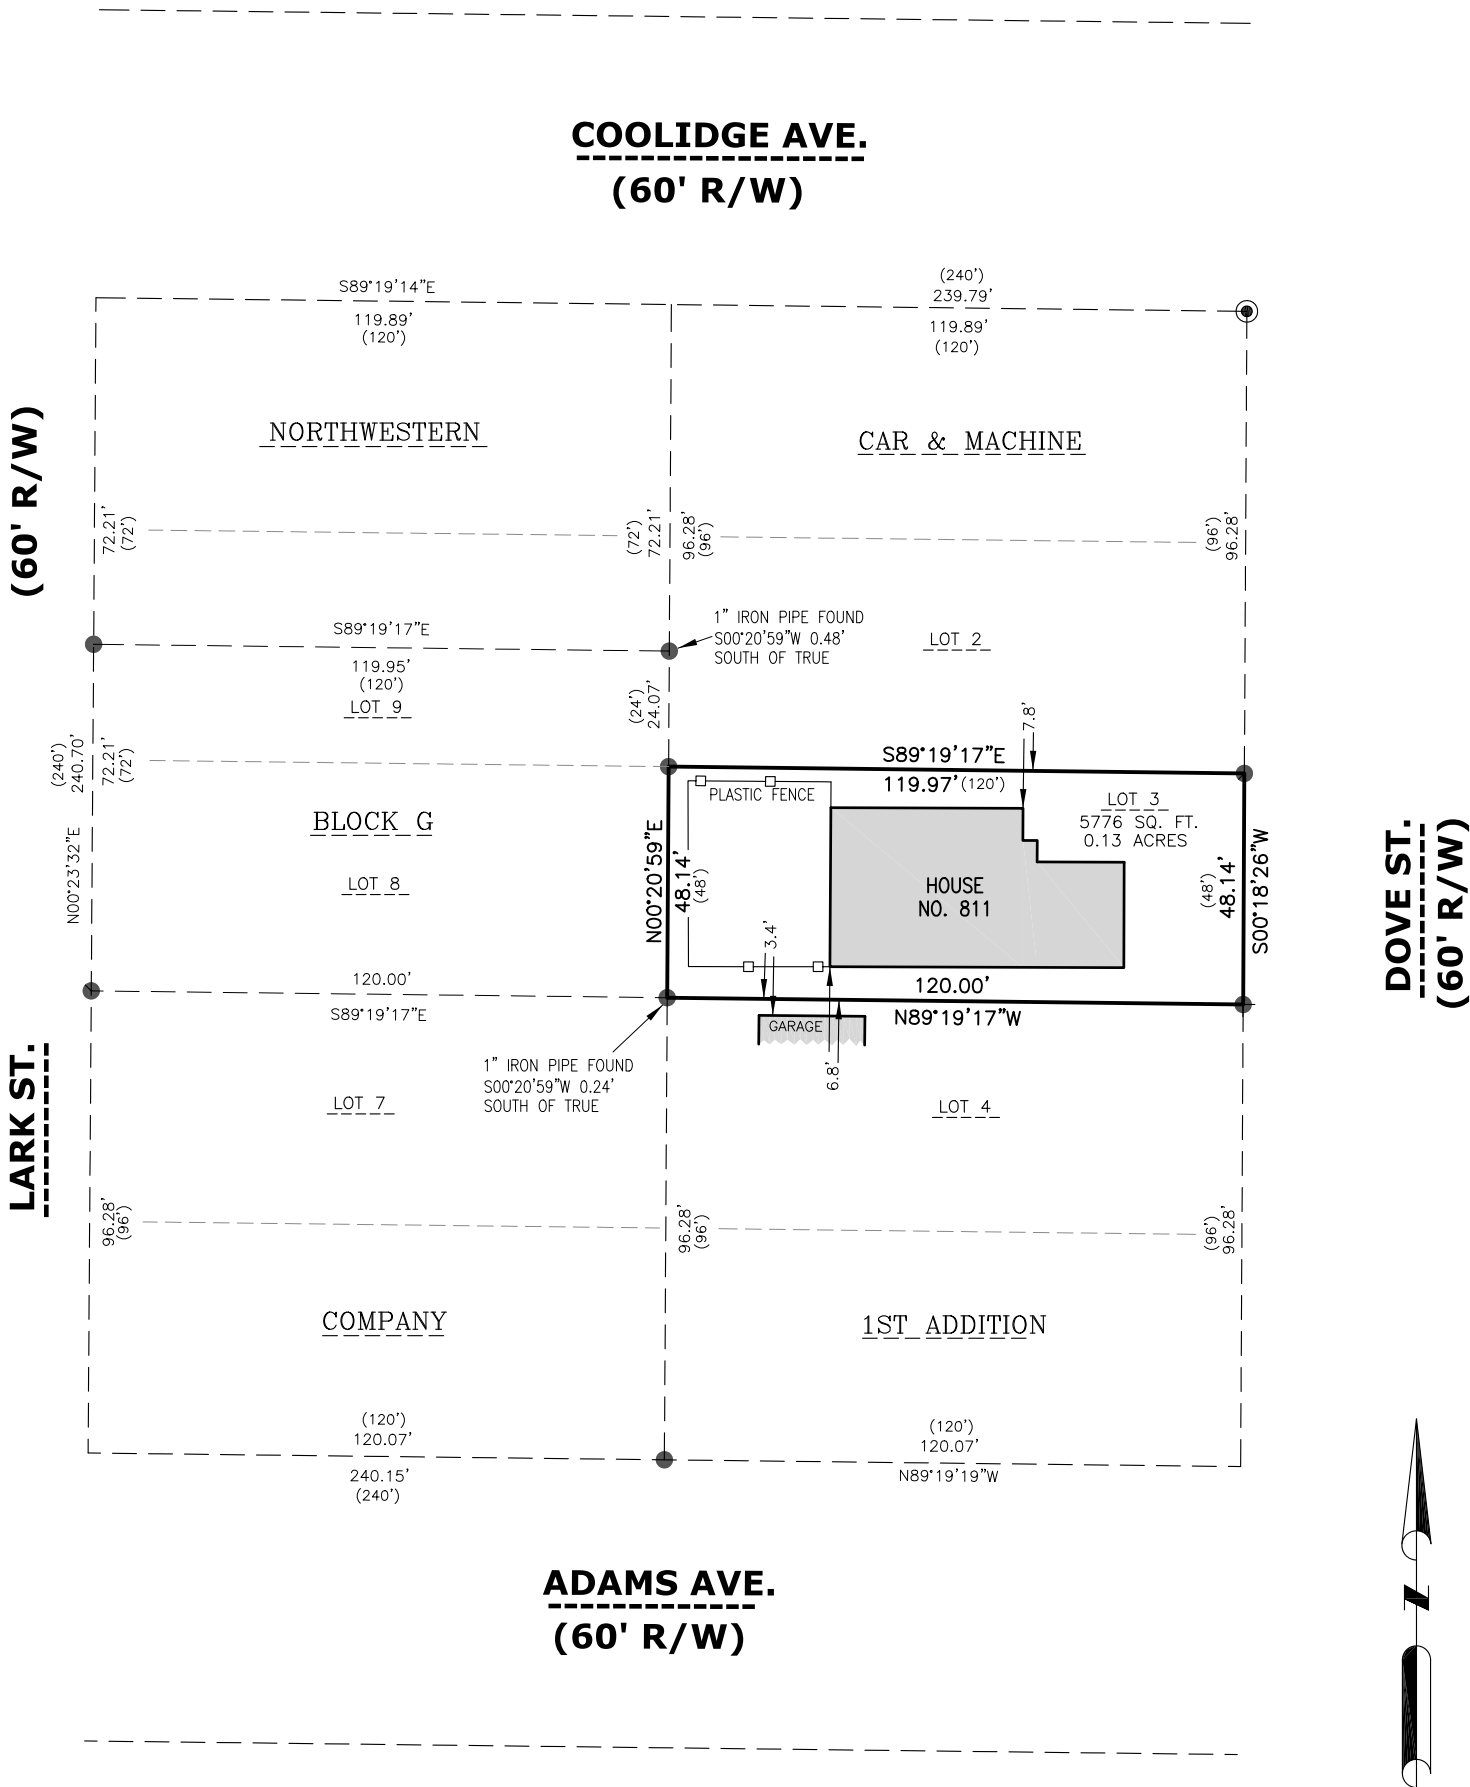 COOLIDGE AVE.
(60' R/W)
S89°19'14"E
119.89'
(120')
(240')
239.79'
119.89'
(120')
(60' R/W)
NORTHWESTERN
CAR & MACHINE
72.21'
(72')
(72')
72.21'
96.28'
(96')
(96')
96.28'
S89°19'17"E
119.95'
(120')
LOT 9
1" IRON PIPE FOUND
S00°20'59"W 0.48'
SOUTH OF TRUE
LOT 2
(24')
24.07'
7.8'
(240')
240.70'
72.21'
(72')
N00°23'32"E
BLOCK G
LOT 8
S89°19'17"E
119.97' (120')
PLASTIC FENCE
LOT 3
5776 SQ. FT.
0.13 ACRES
N00°20'59"E
48.14'
(48')
HOUSE
NO. 811
(48')
48.14'
S00°18'26"W
DOVE ST.
(60' R/W)
3.4'
120.00'
S89°19'17"E
120.00'
N89°19'17"W
GARAGE
6.8'
1" IRON PIPE FOUND
S00°20'59"W 0.24'
SOUTH OF TRUE
LARK ST.
LOT 7
LOT 4
96.28'
(96')
96.28'
(96')
(96')
96.28'
COMPANY
1ST ADDITION
(120')
120.07'
240.15'
(240')
(120')
120.07'
N89°19'19"W
ADAMS AVE.
(60' R/W)
N